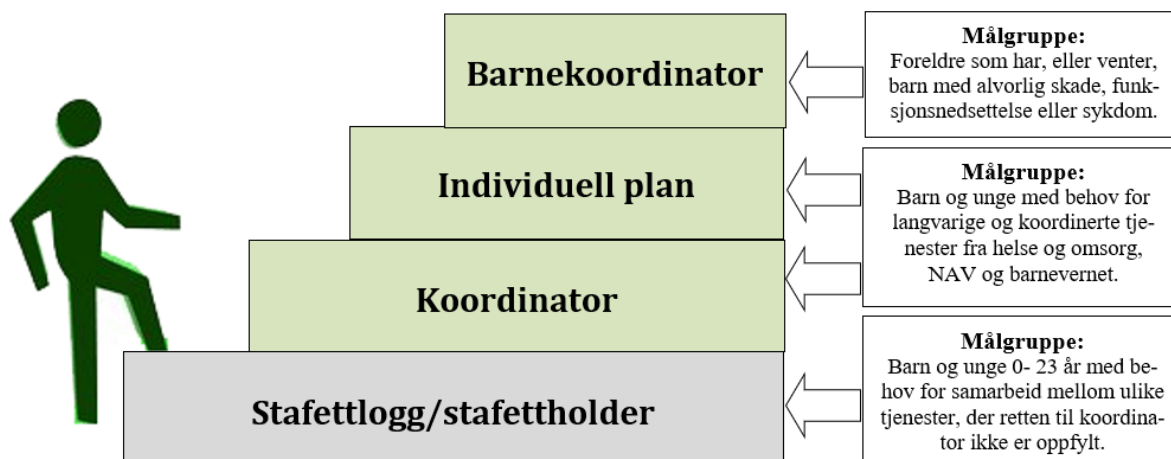 Barnekoordinator
Målgruppe:
Foreldre som har, eller venter,
barn med alvorlig skade, funk-
sjonsnedsettelse eller sykdom.
Individuell plan
Koordinator
Målgruppe:
Barn og unge med behov for
langvarige og koordinerte tje-
nester fra helse og omsorg,
NAV og barnevernet.
Stafettlogg/stafettholder
Målgruppe:
Barn og unge 0- 23 år med be-
hov for samarbeid mellom ulike
tjenester, der retten til koordina-
tor ikke er oppfylt.